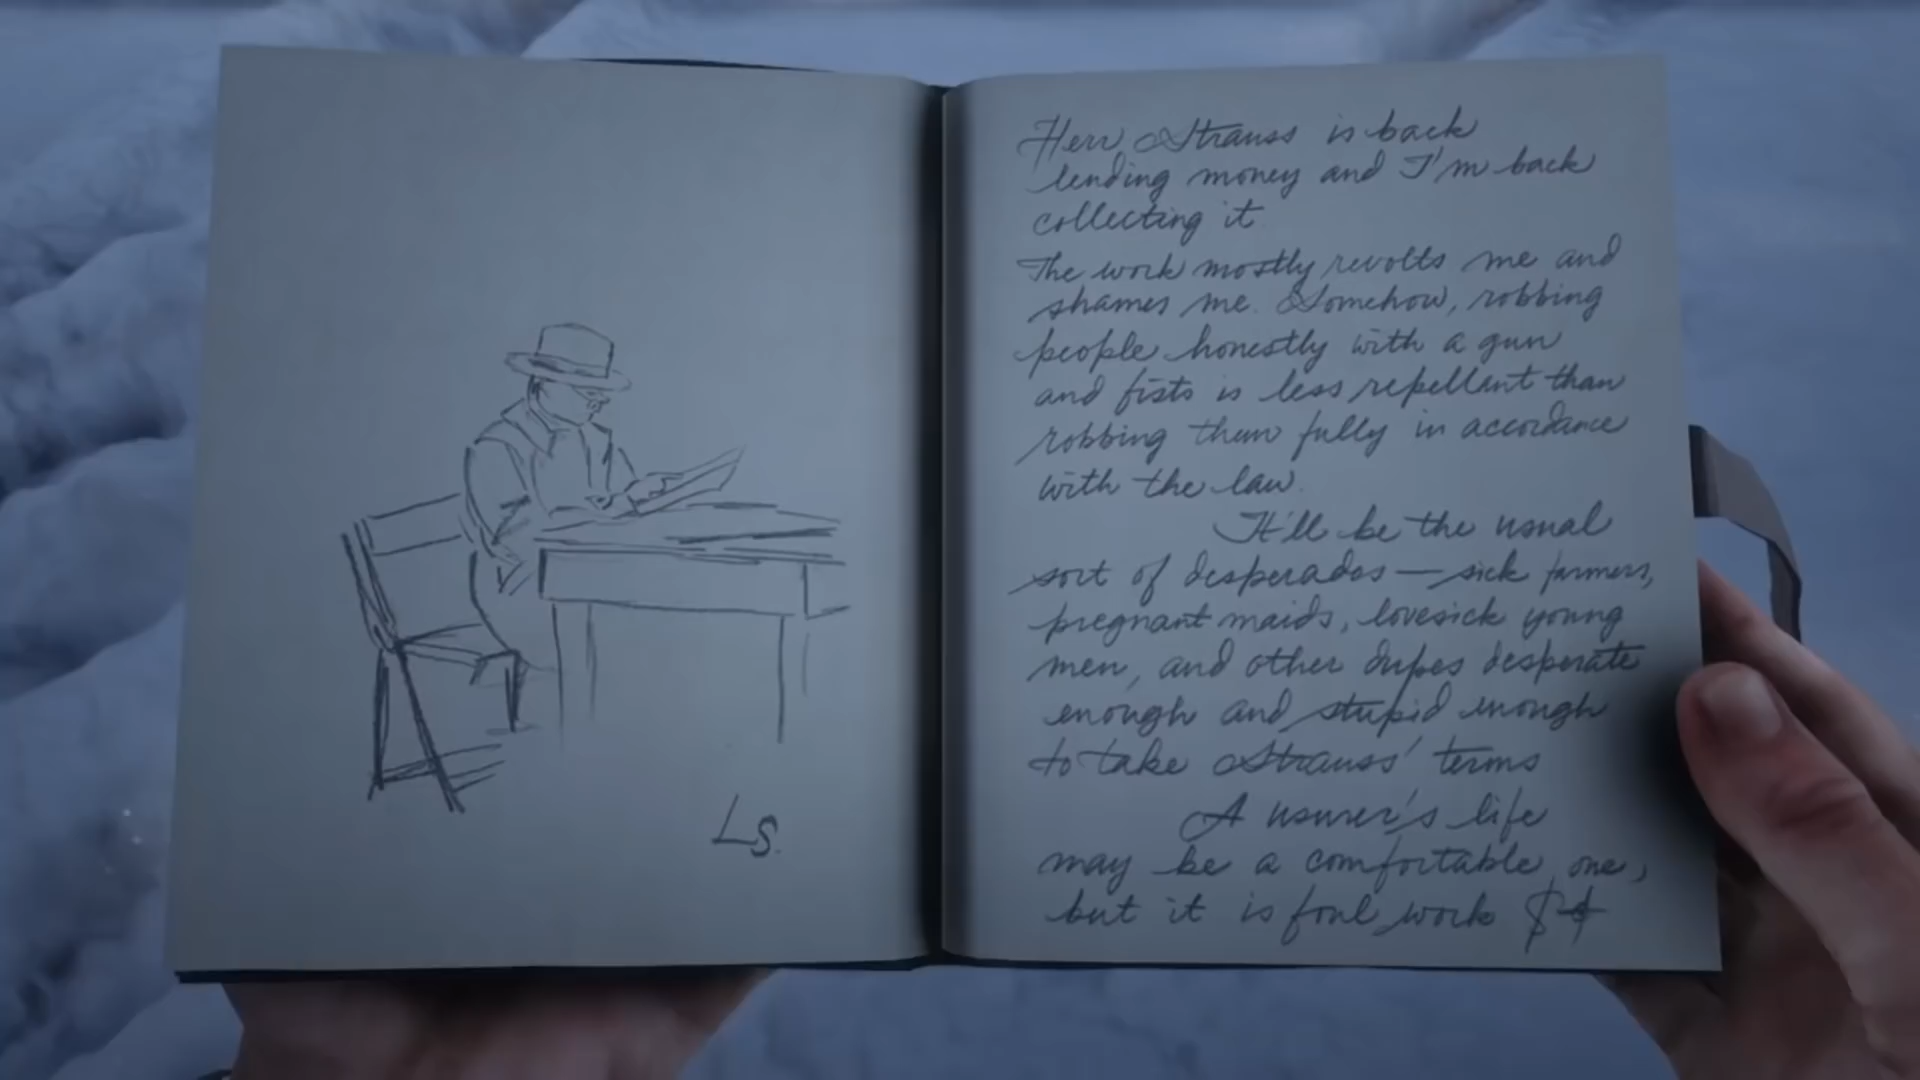 LS.
Herr Strauss is back
lending money and I'm back
collecting it
The work mostly revolts me and
shames me. Somehow, robbing
people honestly with a gun
and fists is less repellant than
robbing them fully in accordance
with the law.
It'll be the usual
sort of desperados — sick farmers,
pregnant maids, lovesick young
men, and other dupes desperate
enough and stupid enough
to take Strauss' terms
A usurer's life
may be a comfortable one,
but it is foul work $